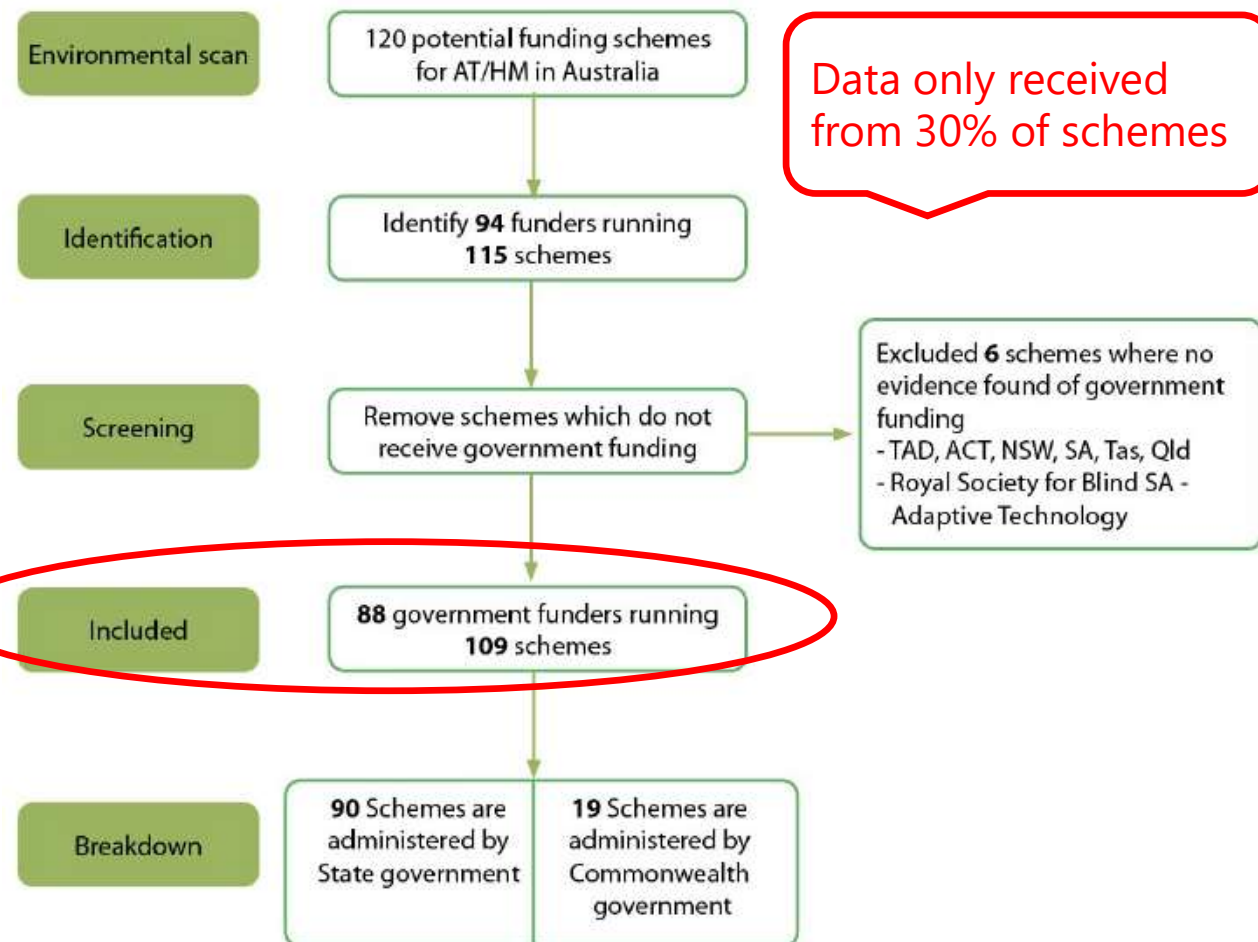 Environmental scan
120 potential funding schemes
for AT/HM in Australia
Data only received
from 30% of schemes
Identification
Identify 94 funders running
115 schemes
Screening
Remove schemes which do not
receive government funding
Excluded 6 schemes where no
evidence found of government
funding
- TAD, ACT, NSW, SA, Tas, Qld
- Royal Society for Blind SA -
Adaptive Technology
Included
88 government funders running
109 schemes
Breakdown
90 Schemes are
administered by
State government
19 Schemes are
administered by
Commonwealth
government